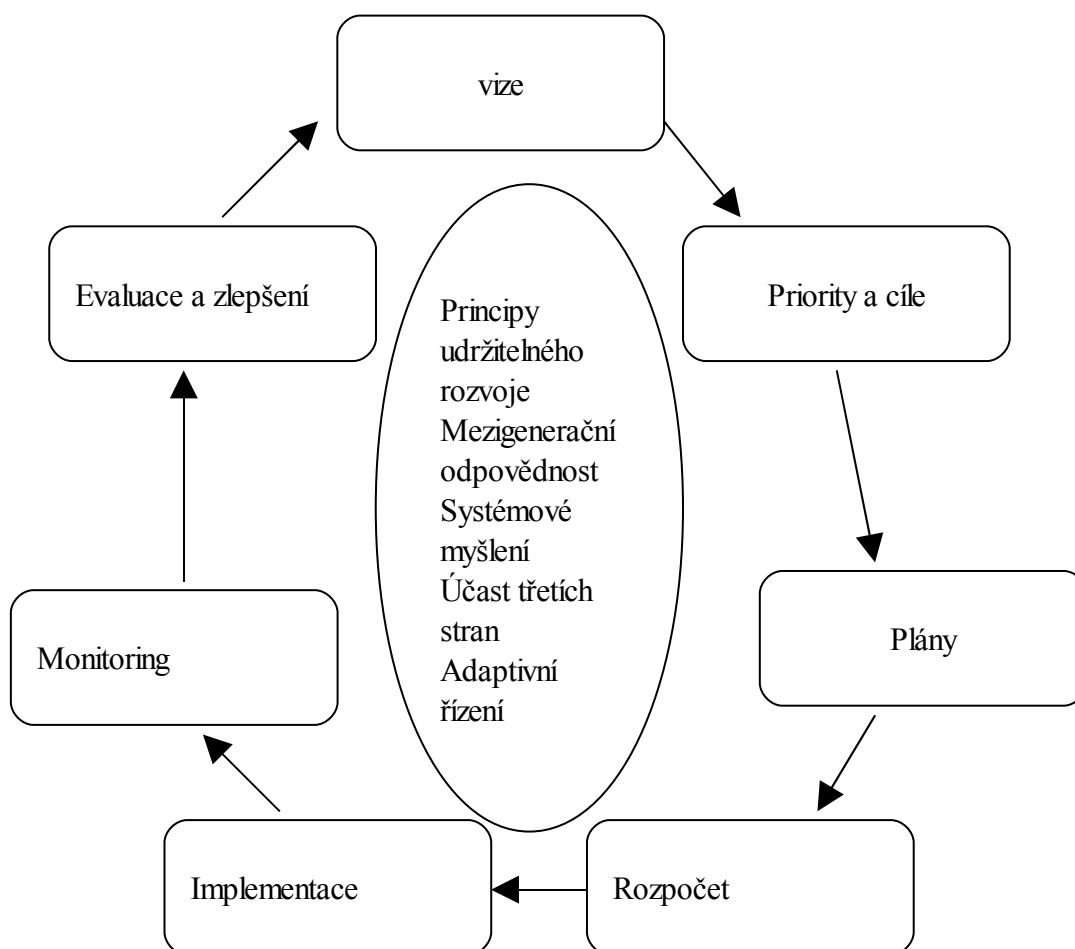 vize
Evaluace a zlepšení
Priority a cíle
Principy
udržitelného
rozvoje
Mezigenerační
odpovědnost
Systémové
myšlení
Účast třetích
stran
Adaptivní
řízení
Monitoring
Plány
Implementace
Rozpočet